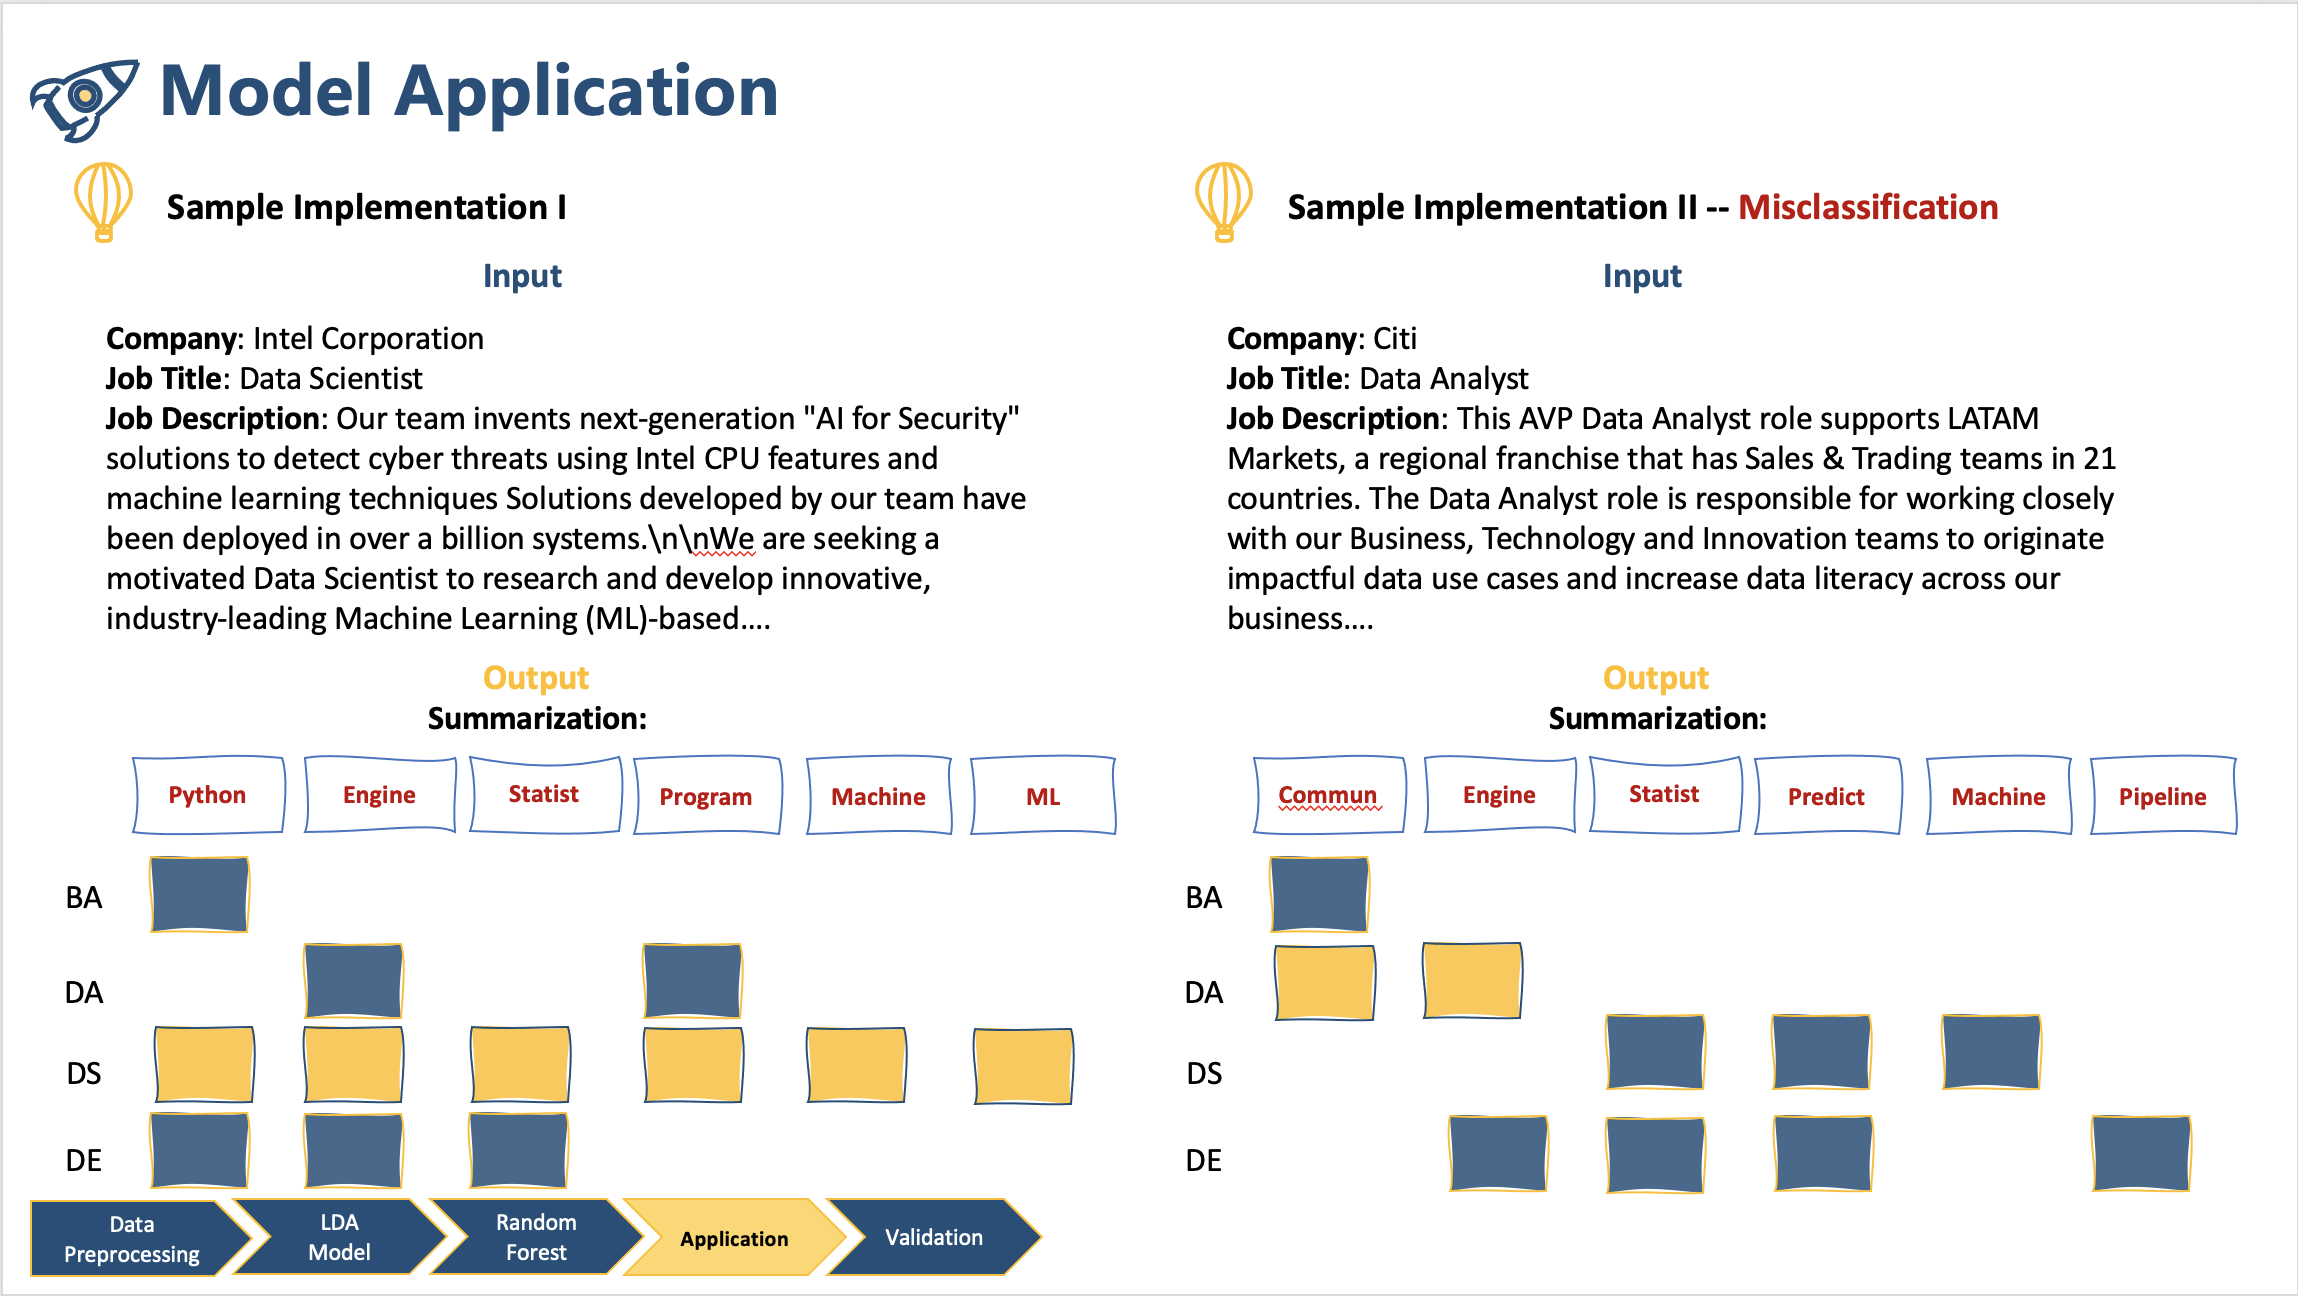 Model Application
Sample Implementation I
Input
Company: Intel Corporation
Job Title: Data Scientist
Job Description: Our team invents next-generation "AI for Security"
solutions to detect cyber threats using Intel CPU features and
machine learning techniques Solutions developed by our team have
been deployed in over a billion systems.\n\nWe are seeking a
motivated Data Scientist to research and develop innovative,
industry-leading Machine Learning (ML)-based....
Output
Summarization:
Python
Engine
Statist
Program
Machine
ML
BA
DA
DS
DE
Sample Implementation II -- Misclassification
Input
Company: Citi
Job Title: Data Analyst
Job Description: This AVP Data Analyst role supports LATAM
Markets, a regional franchise that has Sales & Trading teams in 21
countries. The Data Analyst role is responsible for working closely
with our Business, Technology and Innovation teams to originate
impactful data use cases and increase data literacy across our
business....
Output
Summarization:
Commun
Engine
Statist
Predict
Machine
Pipeline
BA
DA
DS
DE
Data
Preprocessing
LDA
Model
Random
Forest
Application
Validation